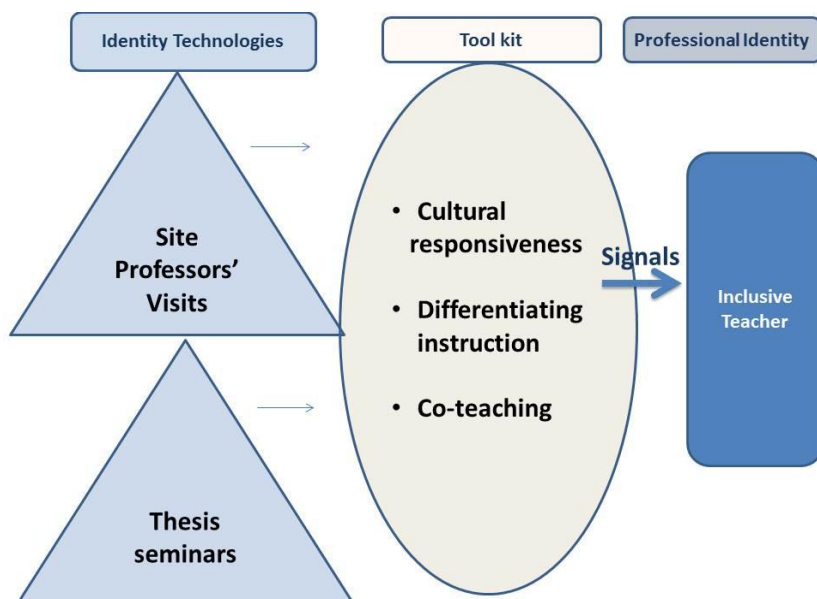 Identity Technologies
Tool kit
Professional Identity
Site
Professors’
Visits
• Cultural
responsiveness
• Differentiating
instruction
• Co-teaching
Signals
Inclusive
Teacher
Thesis
seminars